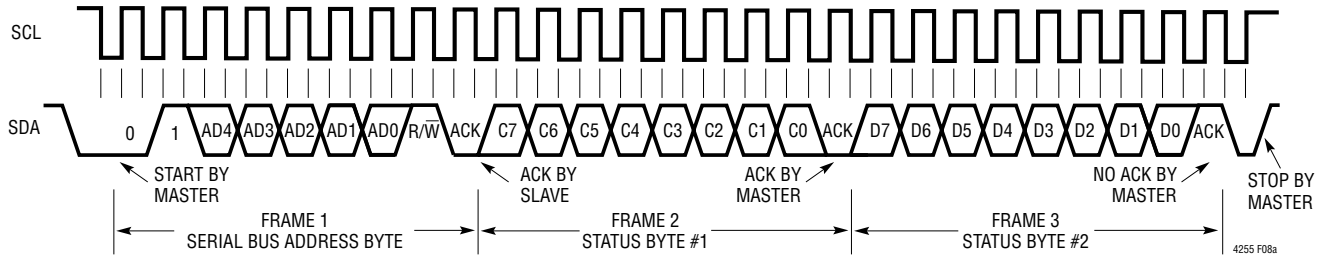 SCL
SDA 0 1 AD4 AD3 AD2 AD1 AD0 R/W̅ ACK C7 C6 C5 C4 C3 C2 C1 C0 ACK D7 D6 D5 D4 D3 D2 D1 D0 ACK
START BY
MASTER
ACK BY
SLAVE
ACK BY
MASTER
NO ACK BY
MASTER
STOP BY
MASTER
FRAME 1
SERIAL BUS ADDRESS BYTE
FRAME 2
STATUS BYTE #1
FRAME 3
STATUS BYTE #2
4255 F08a